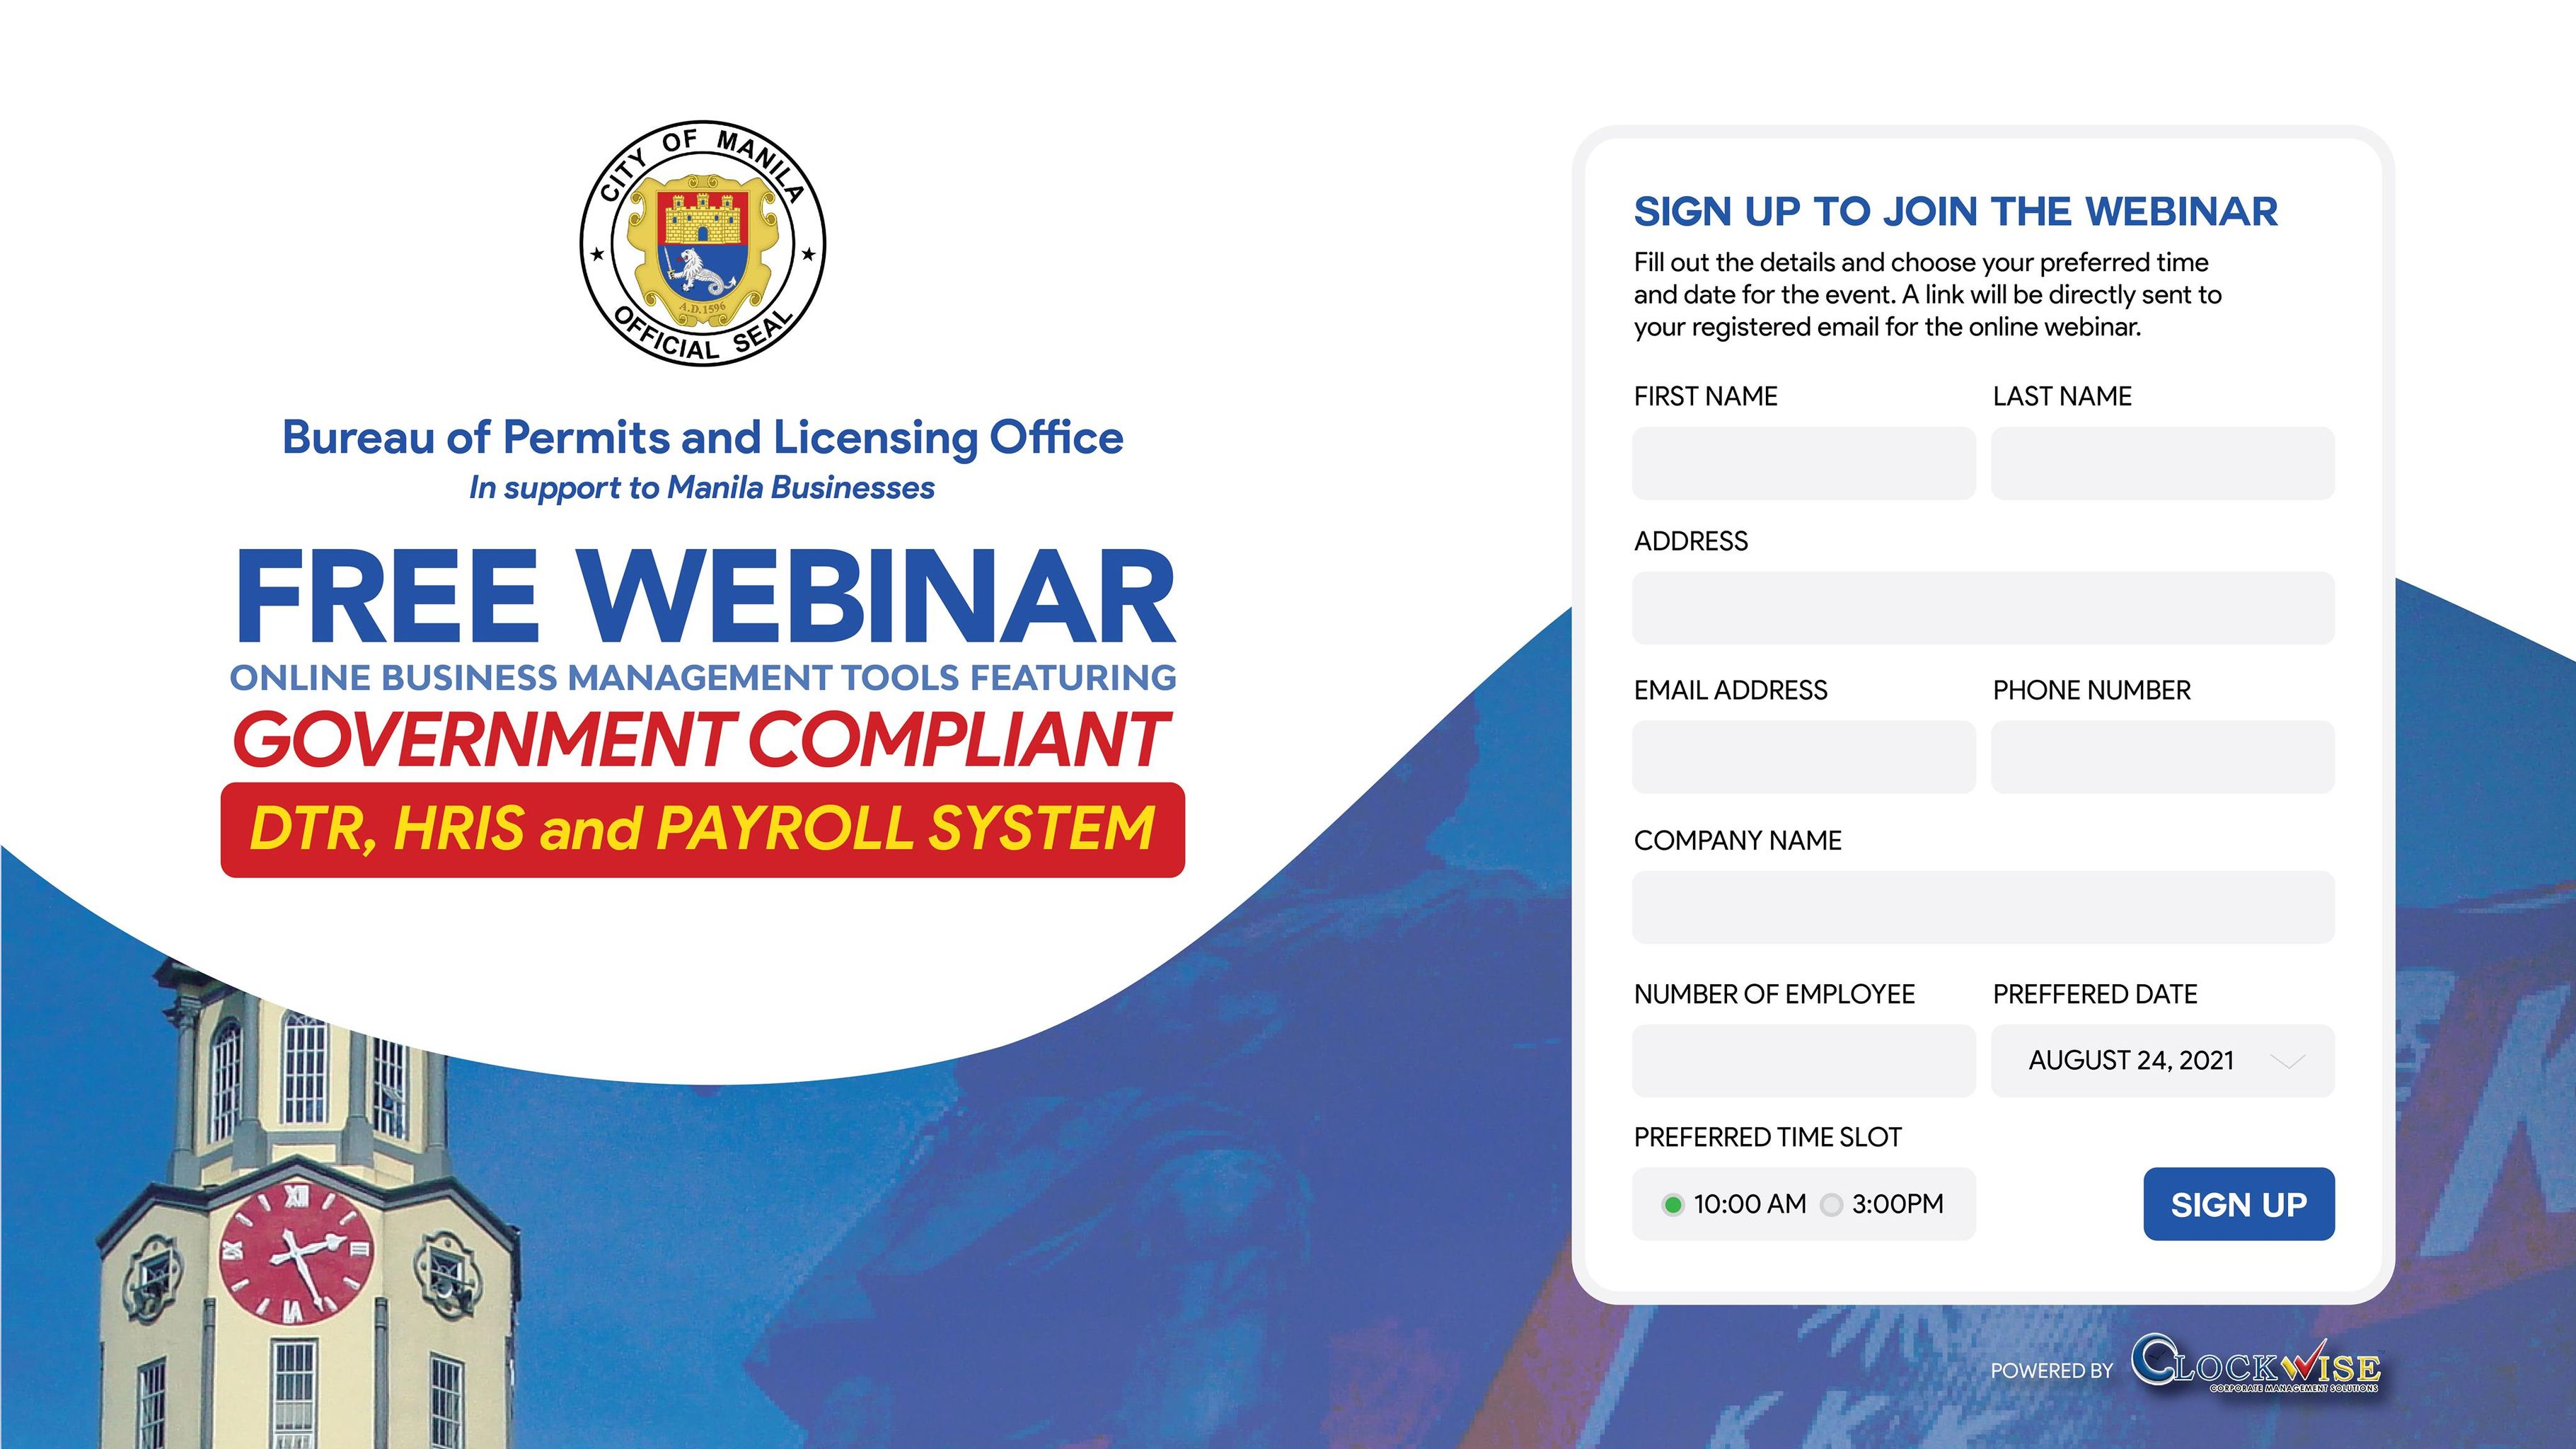 CITY OF MANILA
A.D.1596
OFFICIAL SEAL
Bureau of Permits and Licensing Office
In support to Manila Businesses
FREE WEBINAR
ONLINE BUSINESS MANAGEMENT TOOLS FEATURING
GOVERNMENT COMPLIANT
DTR, HRIS and PAYROLL SYSTEM
SIGN UP TO JOIN THE WEBINAR
Fill out the details and choose your preferred time
and date for the event. A link will be directly sent to
your registered email for the online webinar.
FIRST NAME LAST NAME
ADDRESS
EMAIL ADDRESS PHONE NUMBER
COMPANY NAME
NUMBER OF EMPLOYEE PREFFERED DATE
AUGUST 24, 2021
PREFERRED TIME SLOT
10:00 AM 3:00PM SIGN UP
XII
III
VI
IX
K K K
POWERED BY CLOCKWISE
CORPORATE MANAGEMENT SOLUTIONS